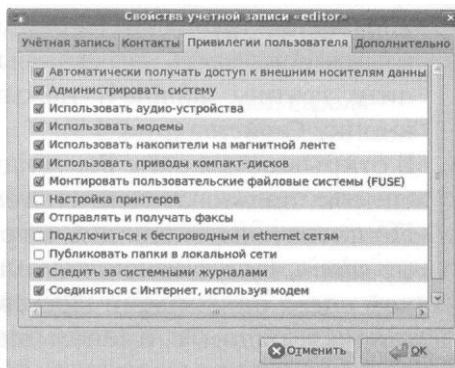 Свойства учетной записи «editor»
Учётная запись Контакты Привилегии пользователя Дополнительно
Автоматически получать доступ к внешним носителям данны
Администрировать систему
Использовать аудио-устройства
Использовать модемы
Использовать накопители на магнитной ленте
Использовать приводы компакт-дисков
Монтировать пользовательские файловые системы (FUSE)
Настройка принтеров
Отправлять и получать факсы
Подключиться к беспроводным и ethernet сетям
Публиковать папки в локальной сети
Следить за системными журналами
Соединяться с Интернет, используя модем
Отменить OK